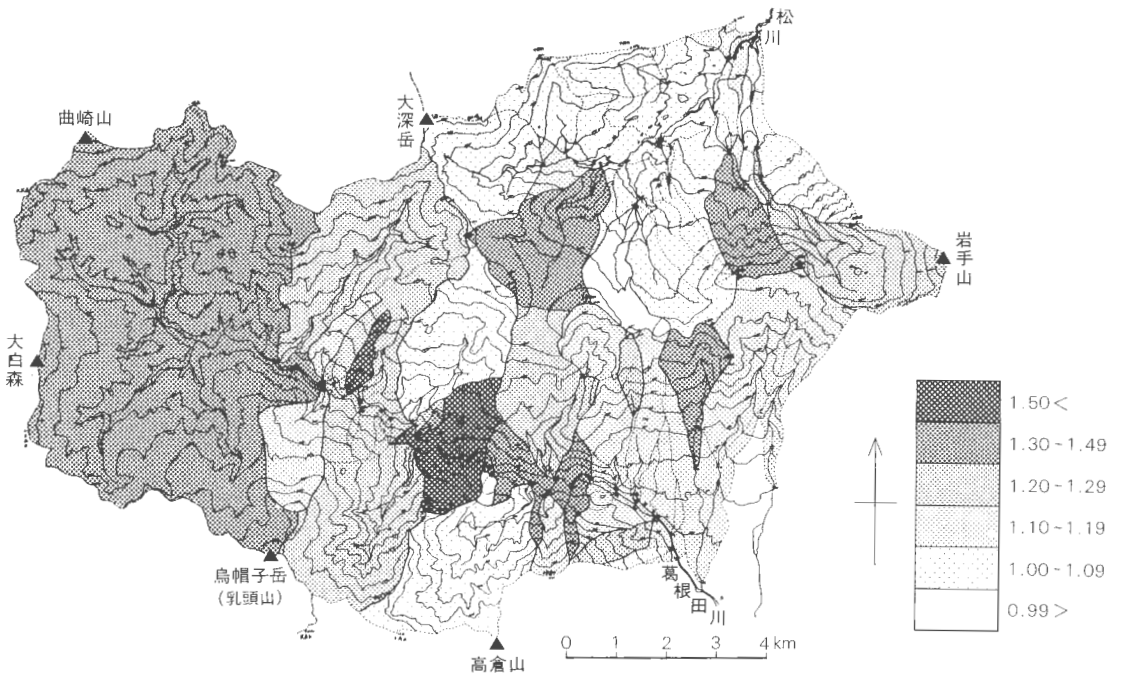 松川
大深岳
曲崎山
岩手山
大白森
烏帽子岳
（乳頭山）
葛根田川
高倉山
0 1 2 3 4 km
1.50＜
1.30~1.49
1.20~1.29
1.10~1.19
1.00~1.09
0.99＞